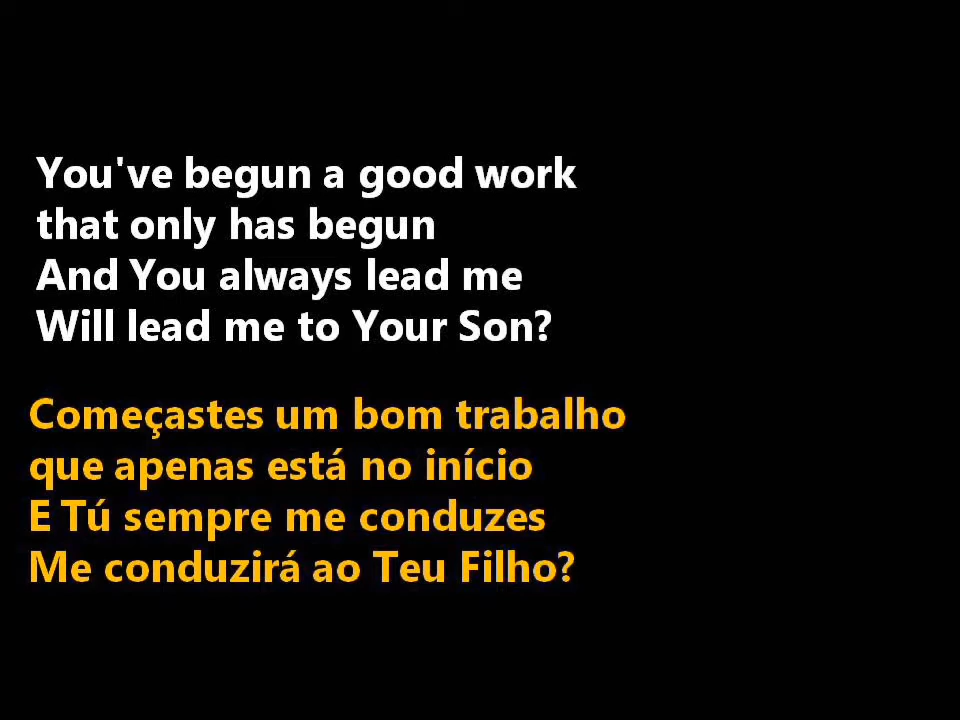 You've begun a good work
that only has begun
And You always lead me
Will lead me to Your Son?
Começastes um bom trabalho
que apenas está no início
E Tú sempre me conduzes
Me conduzirá ao Teu Filho?